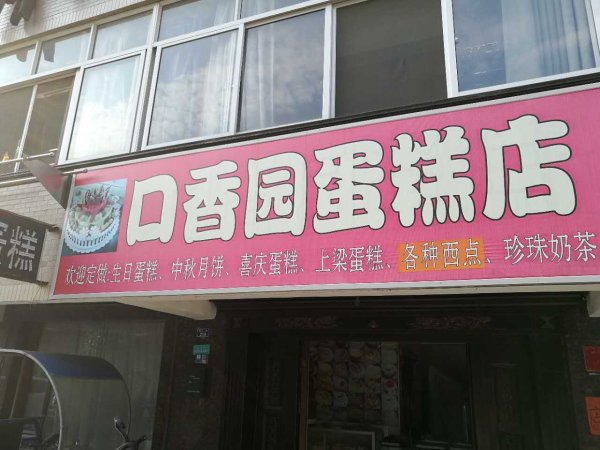 口香园蛋糕店
欢迎定做:生日蛋糕、中秋月饼、喜庆蛋糕、上梁蛋糕、各种西点、珍珠奶茶
糕